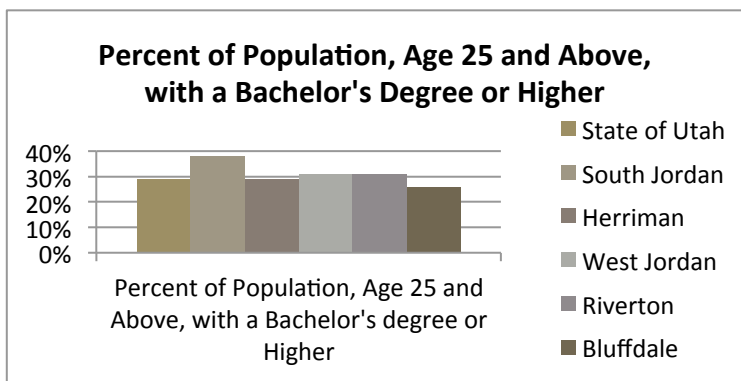 Percent of Population, Age 25 and Above,
with a Bachelor's Degree or Higher
40%
30%
20%
10%
0%
Percent of Population, Age 25 and
Above, with a Bachelor's degree or
Higher
State of Utah
South Jordan
Herriman
West Jordan
Riverton
Bluffdale